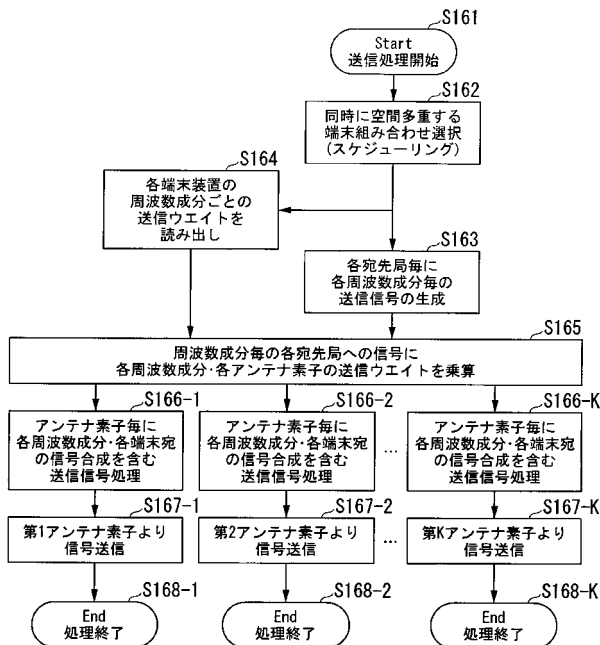 S161
Start
送信処理開始
S162
同時に空間多重する
端末組み合わせ選択
(スケジューリング)
S164
各端末装置の
周波数成分ごとの
送信ウエイトを
読み出し
S163
各宛先局毎に
各周波数成分毎の
送信信号の生成
S165
周波数成分毎の各宛先局への信号に
各周波数成分・各アンテナ素子の送信ウエイトを乗算
S166-1
アンテナ素子毎に
各周波数成分・各端末宛
の信号合成を含む
送信信号処理
S166-2
アンテナ素子毎に
各周波数成分・各端末宛
の信号合成を含む
送信信号処理
...
S166-K
アンテナ素子毎に
各周波数成分・各端末宛
の信号合成を含む
送信信号処理
S167-1
第1アンテナ素子より
信号送信
S167-2
第2アンテナ素子より
信号送信
...
S167-K
第Kアンテナ素子より
信号送信
S168-1
End
処理終了
S168-2
End
処理終了
S168-K
End
処理終了